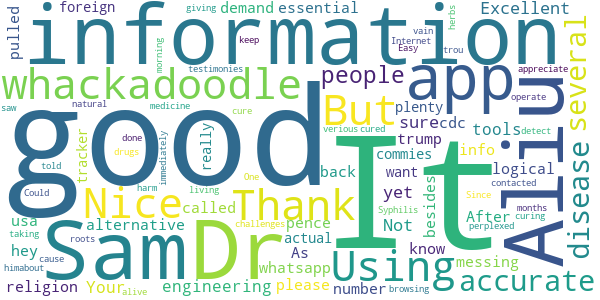 information
good
It
Aliu
Sam
Dr
app
whackadoodle
Nice
Thank
But
Using
accurate
people
disease
several
engineering
religion
alternative
essential
Excellent
demand
foreign
pulled
giving
keep
vain
Internet
Easy
trou
herbs
appreciate
operate
morning
testimonies
saw
natural
medicine
cure
plenty
sure
cdc
tools
detect
tracker
done
drugs
immediately
really
verious
cured
trump
info
told
One
Could
harm
living
commies
want
logical
back
yet
besides
Since
contacted
months
Syphilis
curing
called
challenges
Not
After
perplexed
usa
hey
pence
actual
As
know
messing
taking
cause
roots
whatsapp
please
number
browsing
Your
alive
himabout